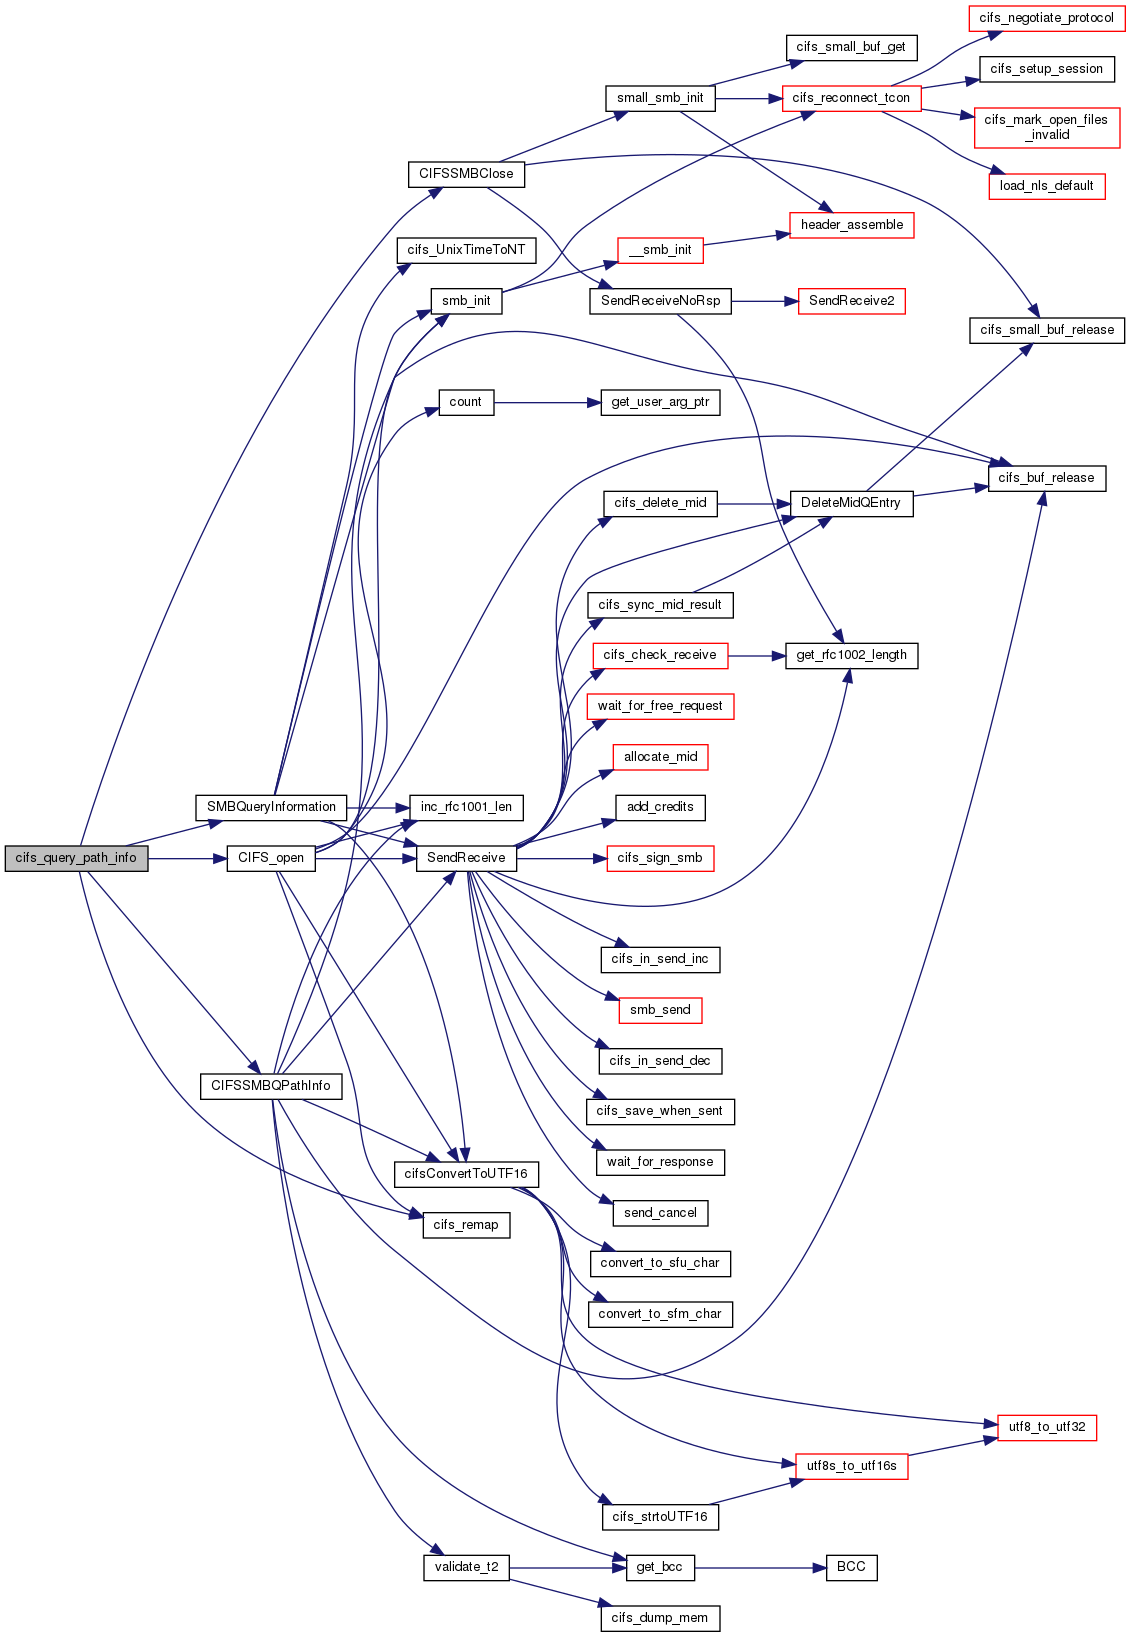 cifs_negotiate_protocol
cifs_small_buf_get
cifs_setup_session
small_smb_init
cifs_reconnect_tcon
cifs_mark_open_files
_invalid
CIFSSMBClose
load_nls_default
header_assemble
cifs_UnixTimeToNT
__smb_init
smb_init
SendReceiveNoRsp
SendReceive2
cifs_small_buf_release
count
get_user_arg_ptr
cifs_buf_release
cifs_delete_mid
DeleteMidQEntry
cifs_sync_mid_result
cifs_check_receive
get_rfc1002_length
wait_for_free_request
allocate_mid
SMBQueryInformation
inc_rfc1001_len
add_credits
cifs_query_path_info
CIFS_open
SendReceive
cifs_sign_smb
cifs_in_send_inc
smb_send
cifs_in_send_dec
CIFSSMBQPathInfo
cifs_save_when_sent
wait_for_response
cifsConvertToUTF16
send_cancel
cifs_remap
convert_to_sfu_char
convert_to_sfm_char
utf8_to_utf32
utf8s_to_utf16s
cifs_strtoUTF16
validate_t2
get_bcc
BCC
cifs_dump_mem